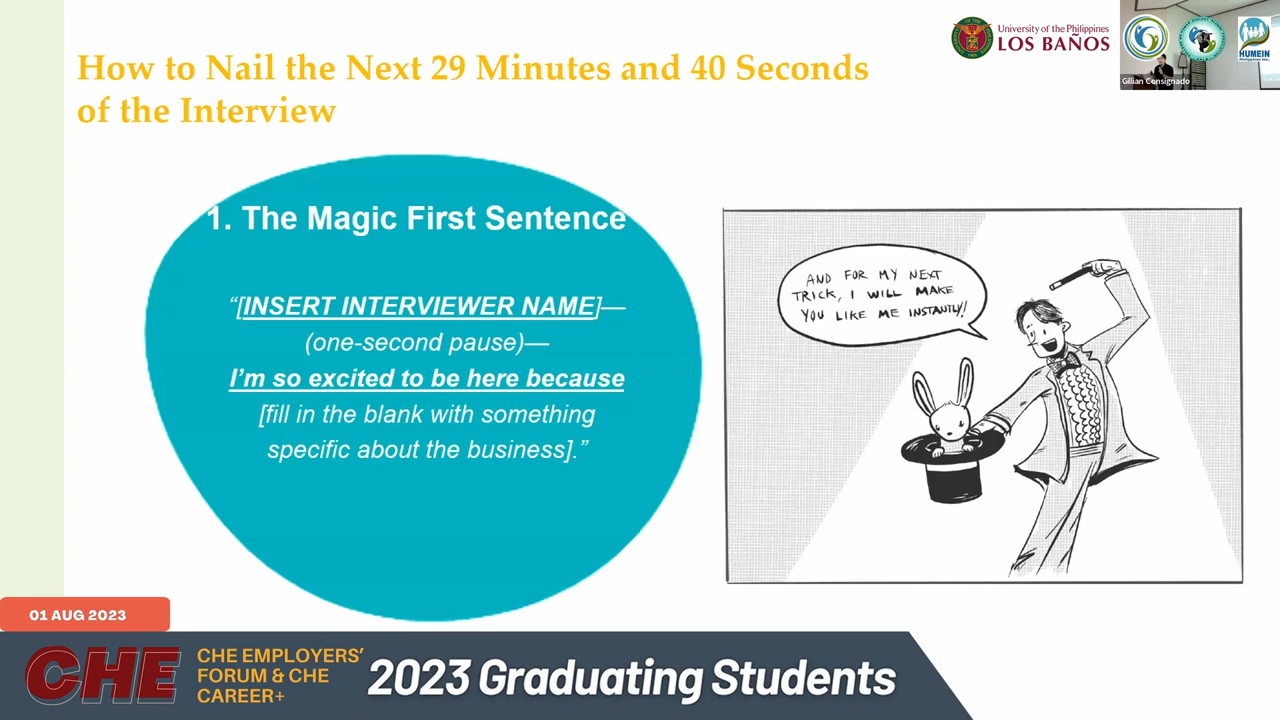 How to Nail the Next 29 Minutes and 40 Seconds
of the Interview
University of the Philippines
LOS BAÑOS
HUMEIN
Philippines Inc.
Gillian Consignado
1. The Magic First Sentence
“[INSERT INTERVIEWER NAME]—
(one-second pause)—
I’m so excited to be here because
[fill in the blank with something
specific about the business].”
AND FOR MY NEXT
TRICK, I WILL MAKE
YOU LIKE ME INSTANTLY!
01 AUG 2023
CHE
CHE EMPLOYERS’
FORUM & CHE
CAREER+
2023 Graduating Students